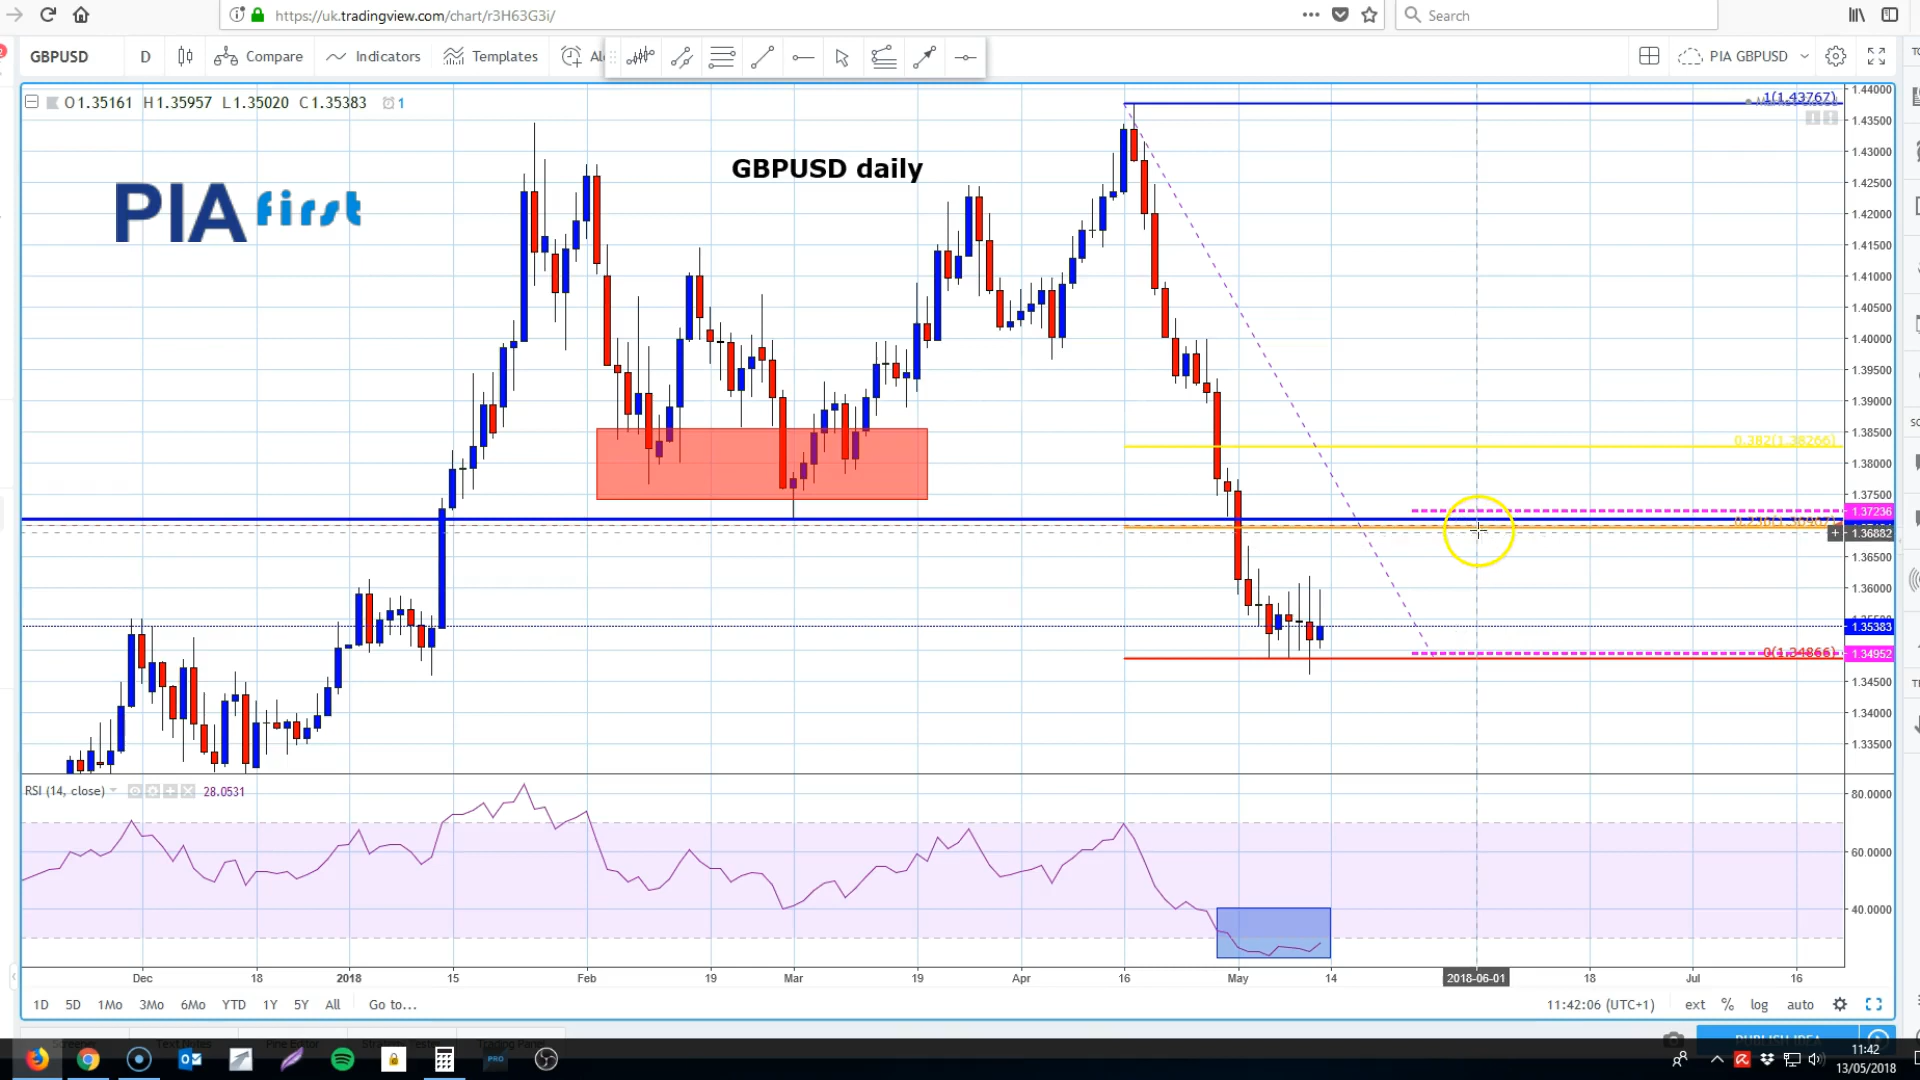 https://uk.tradingview.com/chart/r3H63G3i/
Search
GBPUSD
D
Compare
Indicators
Templates
PIA GBPUSD
O 1.35161 H 1.35957 L 1.35020 C 1.35383
1
PIA first
GBPUSD daily
1(1.43767)
0.382(1.38266)
0(1.34866)
1.44000
1.43500
1.43000
1.42500
1.42000
1.41500
1.41000
1.40500
1.40000
1.39500
1.39000
1.38500
1.38000
1.37500
1.37236
1.36882
1.36500
1.36000
1.35383
1.34952
1.34500
1.34000
1.33500
RSI (14, close)
28.0531
80.0000
60.0000
40.0000
Dec
18
2018
15
Feb
19
Mar
19
Apr
16
May
14
2018-06-01
18
Jul
16
1D
5D
1Mo
3Mo
6Mo
YTD
1Y
5Y
All
Go to...
11:42:06 (UTC+1)
ext
%
log
auto
PRO
11:42
13/05/2018